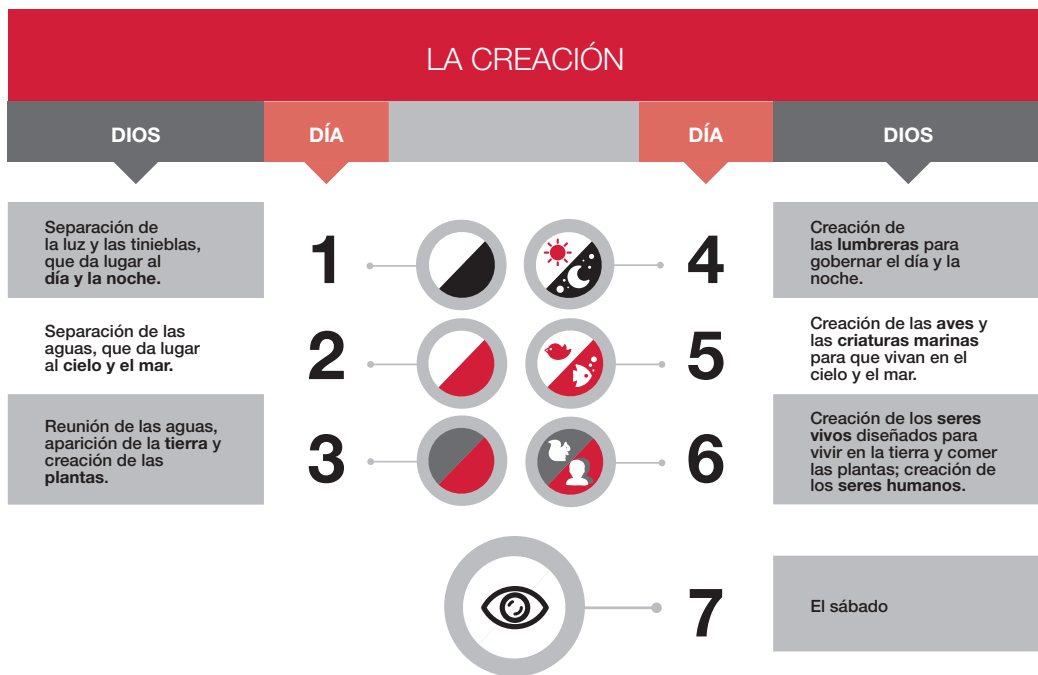 LA CREACIÓN
DIOS
DÍA
DÍA
DIOS
Separación de
la luz y las tinieblas,
que da lugar al
día y la noche.
1
4
Creación de
las lumbreras para
gobernar el día y la
noche.
Separación de las
aguas, que da lugar
al cielo y el mar.
2
5
Creación de las aves y
las criaturas marinas
para que vivan en el
cielo y el mar.
Reunión de las aguas,
aparición de la tierra y
creación de las
plantas.
3
6
Creación de los seres
vivos diseñados para
vivir en la tierra y comer
las plantas; creación de
los seres humanos.
7
El sábado